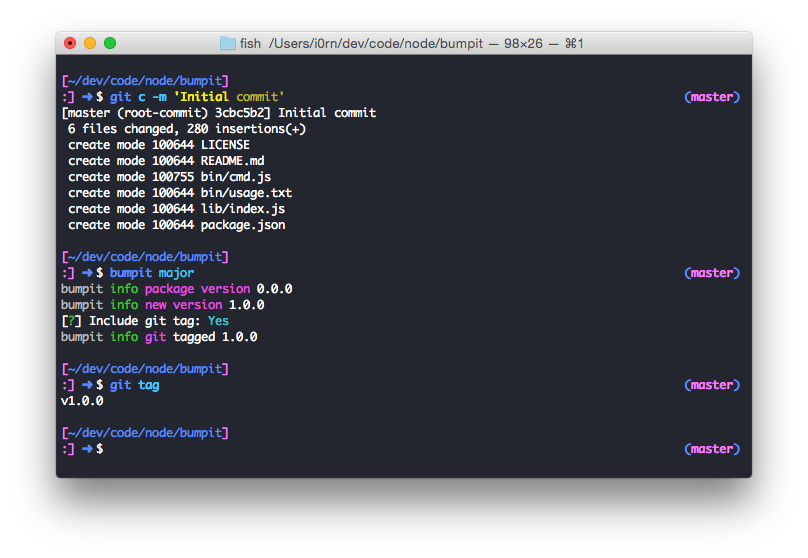 fish /Users/i0rn/dev/code/node/bumpit — 98×26 — ⌘1
[~/dev/code/node/bumpit]
:] ➜ $ git c -m 'Initial commit' (master)
[master (root-commit) 3cbc5b2] Initial commit
6 files changed, 280 insertions(+)
create mode 100644 LICENSE
create mode 100644 README.md
create mode 100755 bin/cmd.js
create mode 100644 bin/usage.txt
create mode 100644 lib/index.js
create mode 100644 package.json
[~/dev/code/node/bumpit]
:] ➜ $ bumpit major (master)
bumpit info package version 0.0.0
bumpit info new version 1.0.0
[?] Include git tag: Yes
bumpit info git tagged 1.0.0
[~/dev/code/node/bumpit]
:] ➜ $ git tag (master)
v1.0.0
[~/dev/code/node/bumpit]
:] ➜ $ (master)